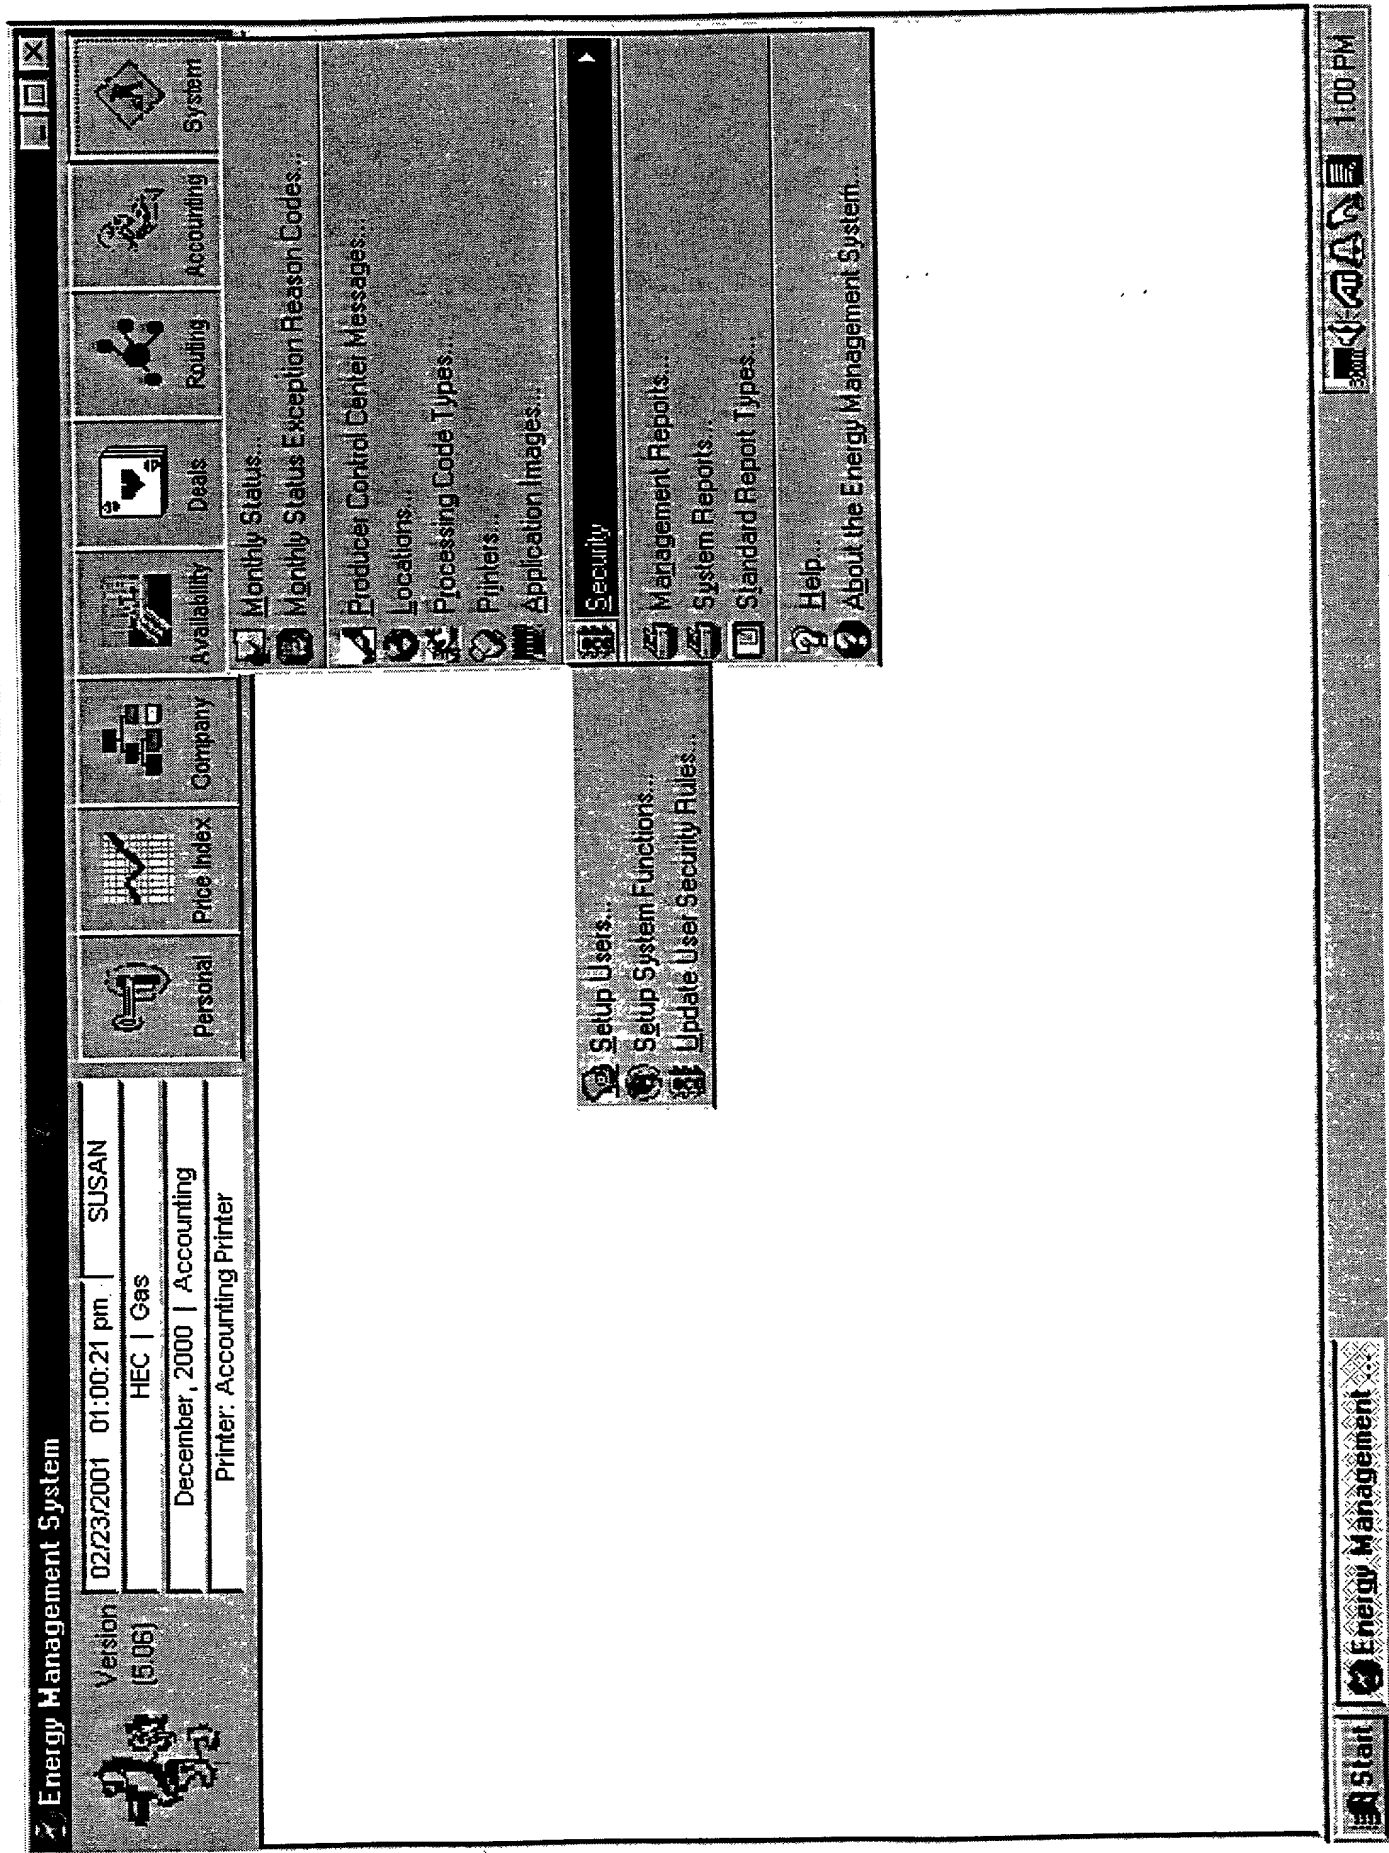 Energy Management System
Version
(5.06)
02/23/2001 01:00:21 pm
SUSAN
HEC | Gas
December, 2000 | Accounting
Printer: Accounting Printer
Personal
Price Index
Company
Availability
Deals
Routing
Accounting
System
Monthly Status...
Monthly Status Exception Reason Codes...
Producer Control Center Messages...
Locations...
Processing Code Types...
Printers...
Application Images...
Security
Setup Users...
Setup System Functions...
Update User Security Rules...
Management Reports...
System Reports...
Standard Report Types...
Help...
About the Energy Management System...
Start
Energy Management ...
1:00 PM